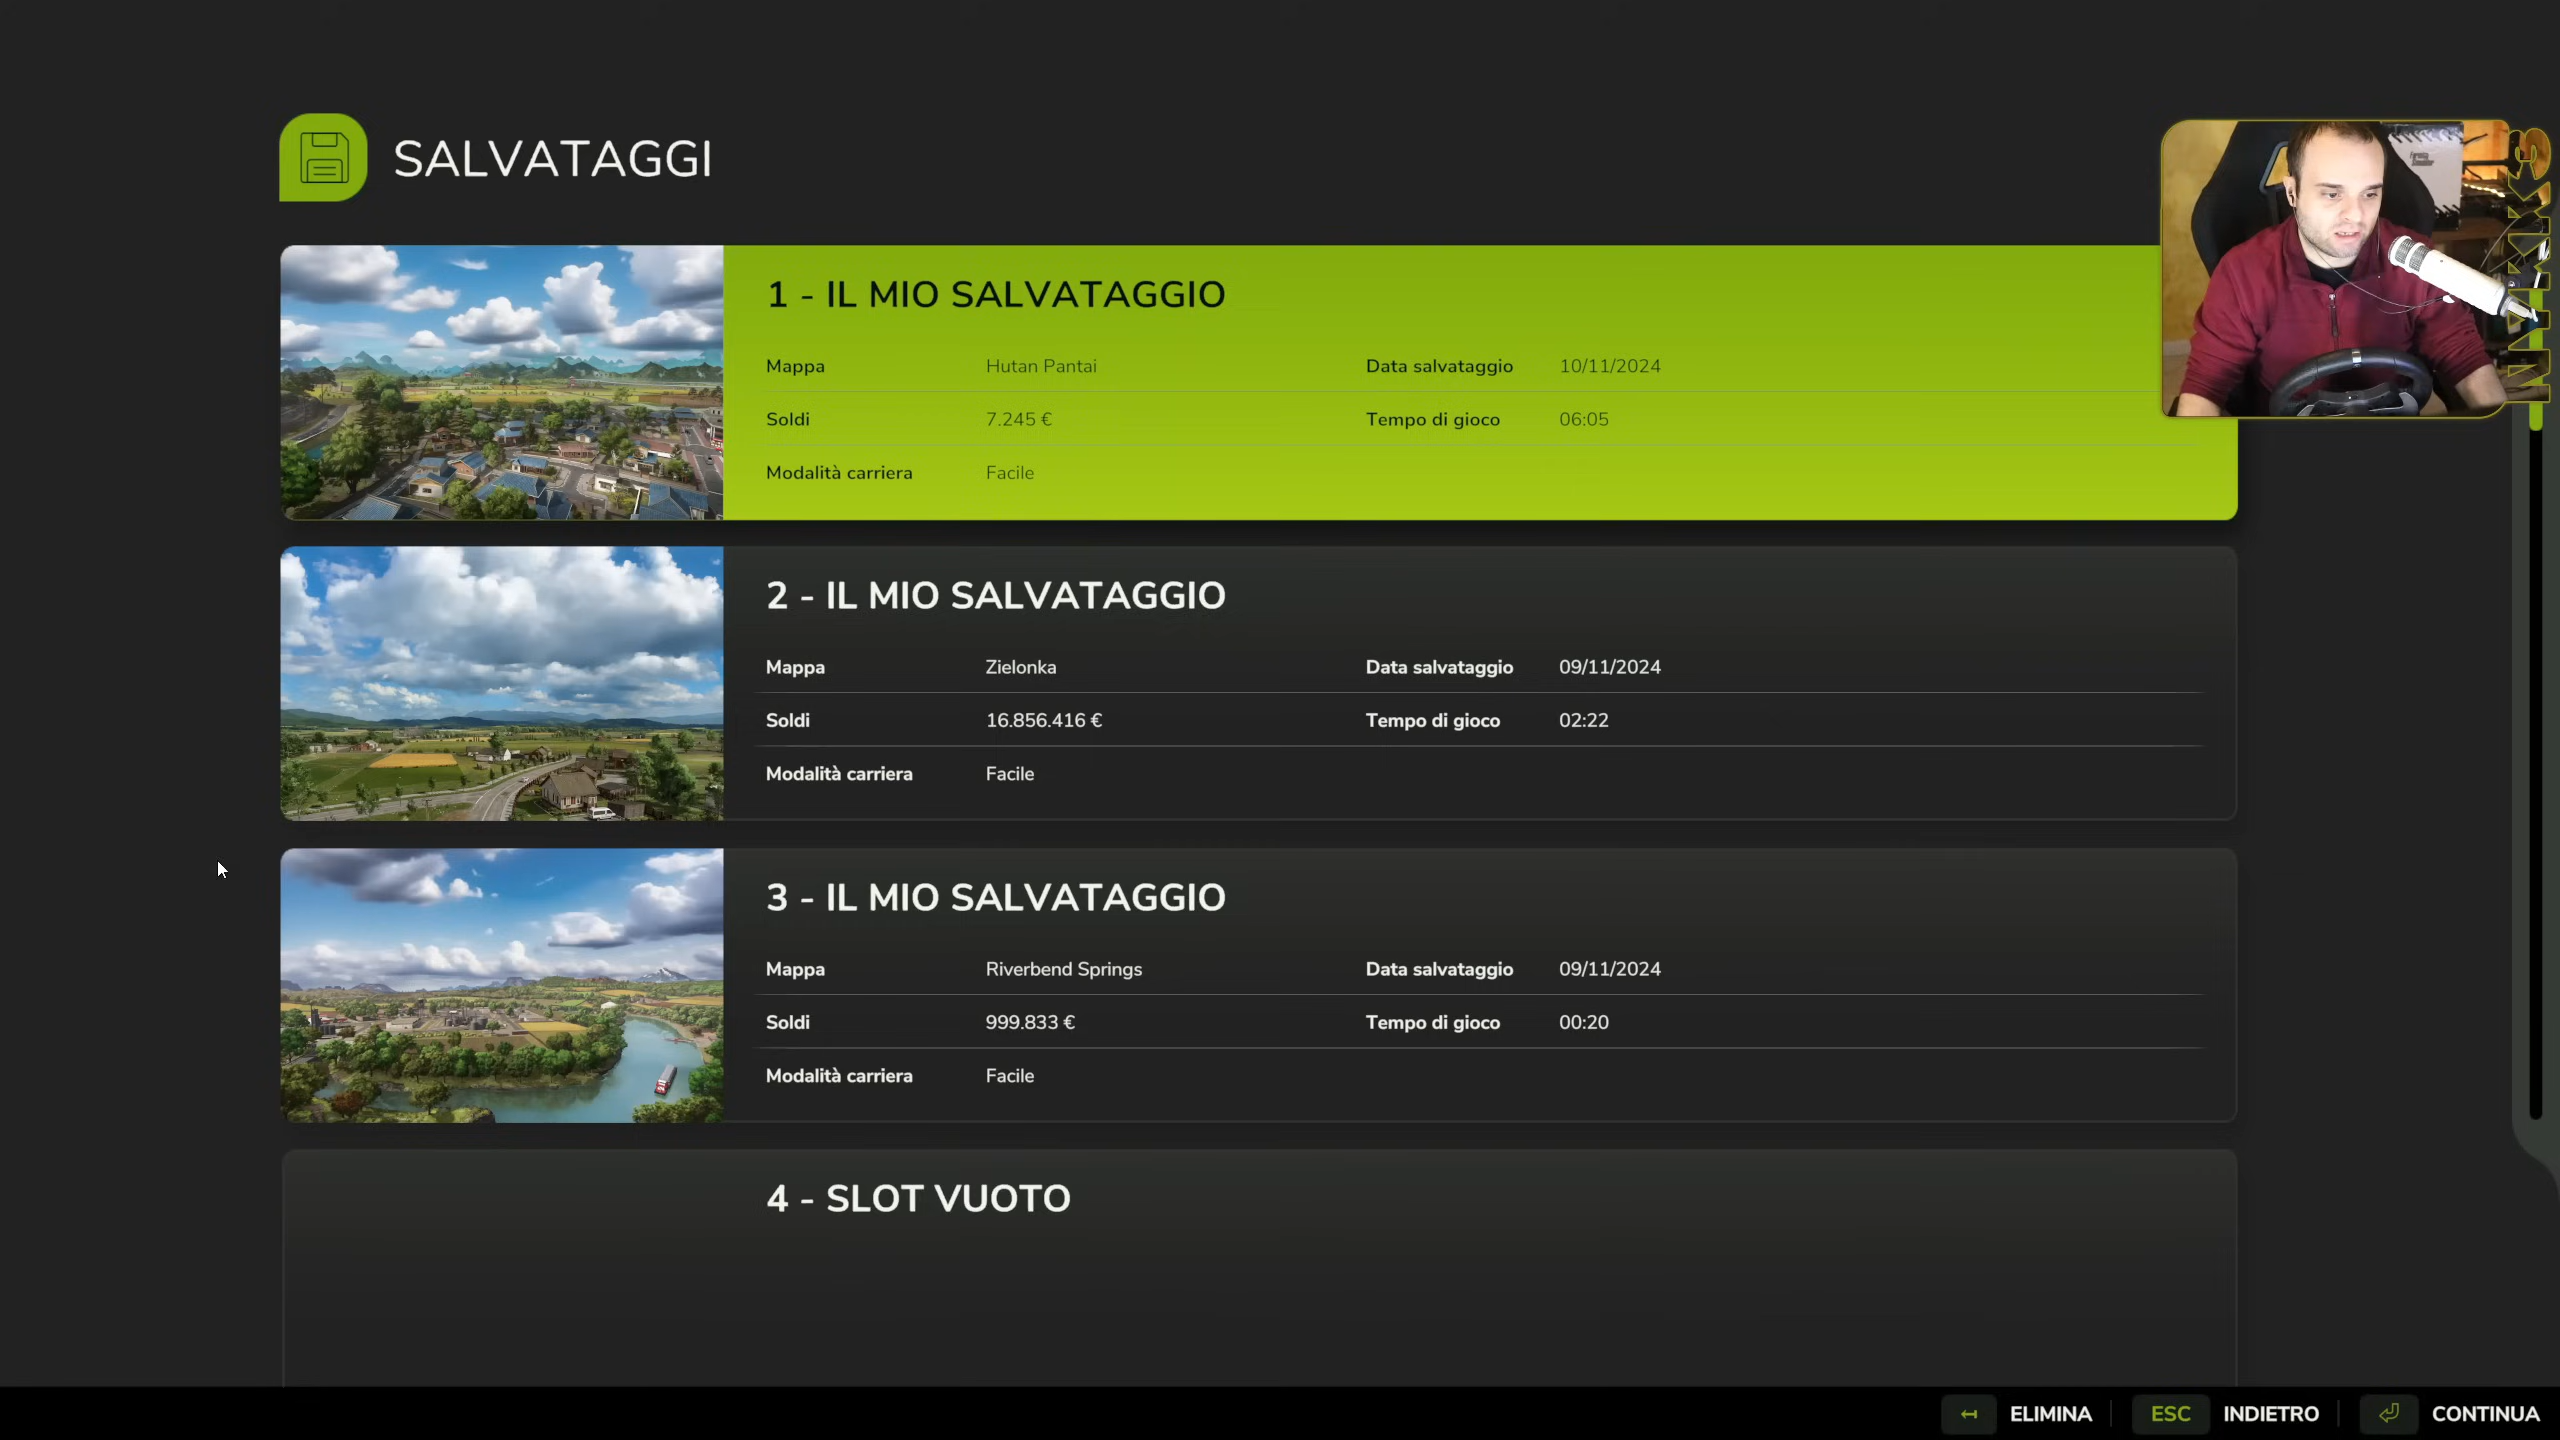 SALVATAGGI
1 - IL MIO SALVATAGGIO
Mappa Hutan Pantai Data salvataggio 10/11/2024
Soldi 7.245 € Tempo di gioco 06:05
Modalità carriera Facile
2 - IL MIO SALVATAGGIO
Mappa Zielonka Data salvataggio 09/11/2024
Soldi 16.856.416 € Tempo di gioco 02:22
Modalità carriera Facile
3 - IL MIO SALVATAGGIO
Mappa Riverbend Springs Data salvataggio 09/11/2024
Soldi 999.833 € Tempo di gioco 00:20
Modalità carriera Facile
4 - SLOT VUOTO
ELIMINA ESC INDIETRO CONTINUA